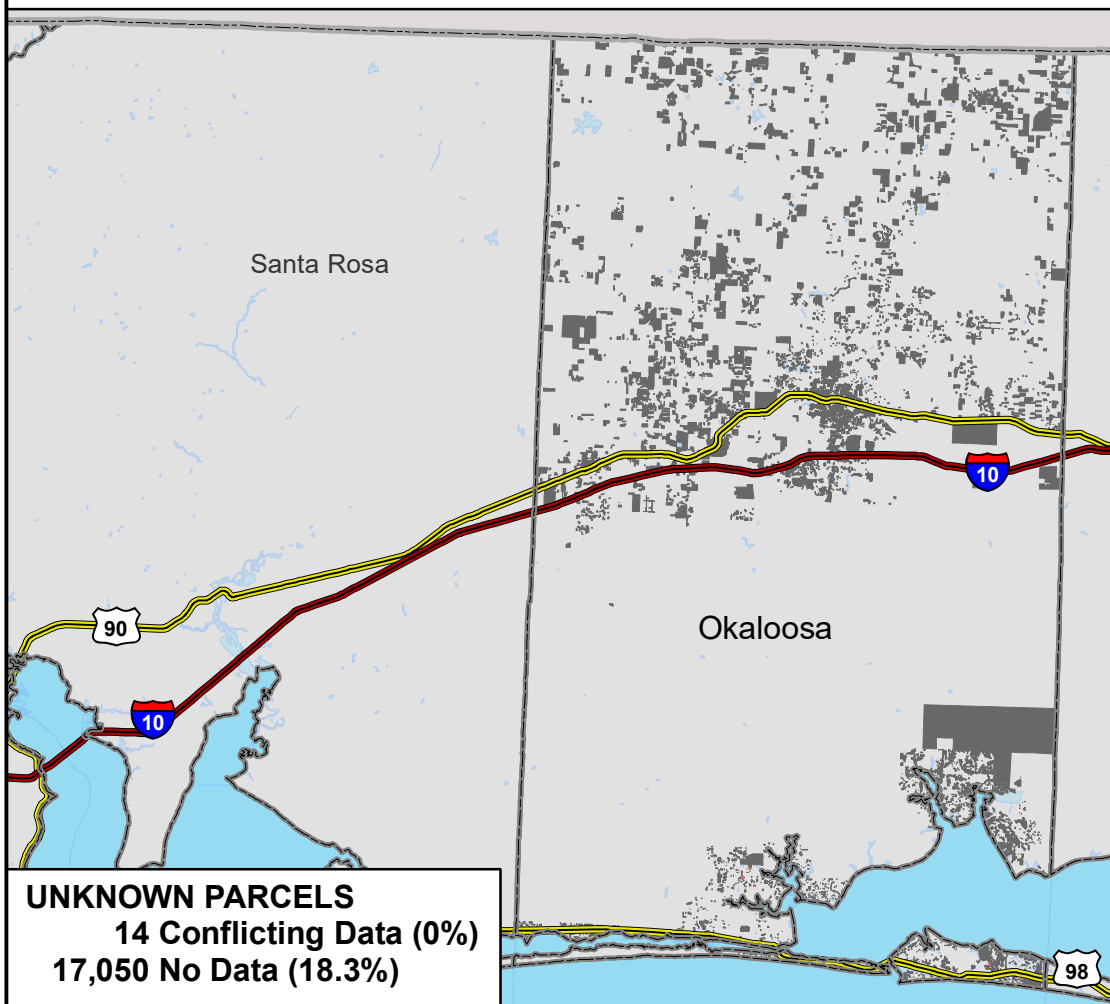 Santa Rosa
10
Okaloosa
90
10
UNKNOWN PARCELS
14 Conflicting Data (0%)
17,050 No Data (18.3%)
98